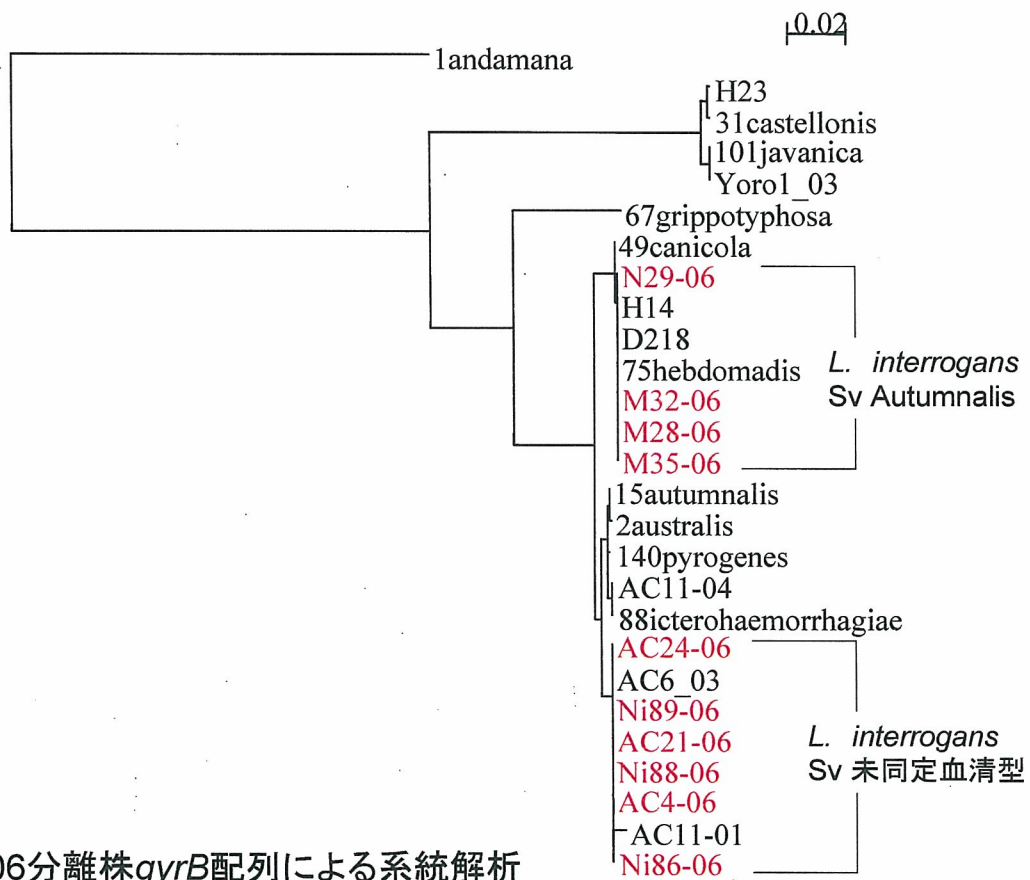 0.02
1andamana
H23
31castellonis
101javanica
Yoro1_03
67grippotyphosa
49canicola
N29-06
H14
D218
75hebdomadis
M32-06
M28-06
M35-06
L. interrogans
Sv Autumnalis
15autumnalis
2australis
140pyrogenes
AC11-04
88icterohaemorrhagiae
AC24-06
AC6_03
Ni89-06
AC21-06
Ni88-06
AC4-06
AC11-01
Ni86-06
L. interrogans
Sv 未同定血清型
06分離株gyrB配列による系統解析